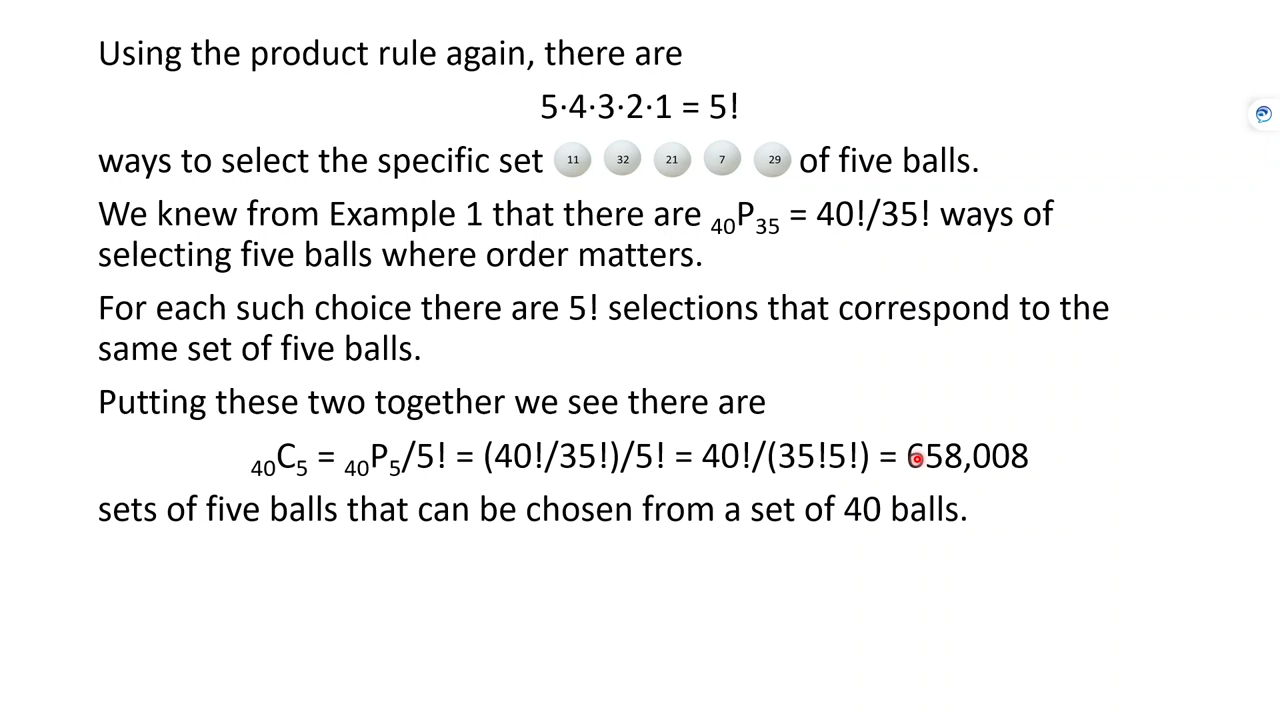 Using the product rule again, there are
5·4·3·2·1 = 5!
ways to select the specific set 11 32 21 7 29 of five balls.
We knew from Example 1 that there are ₄₀P₃₅ = 40!/35! ways of
selecting five balls where order matters.
For each such choice there are 5! selections that correspond to the
same set of five balls.
Putting these two together we see there are
₄₀C₅ = ₄₀P₅/5! = (40!/35!)/5! = 40!/(35!5!) = 658,008
sets of five balls that can be chosen from a set of 40 balls.